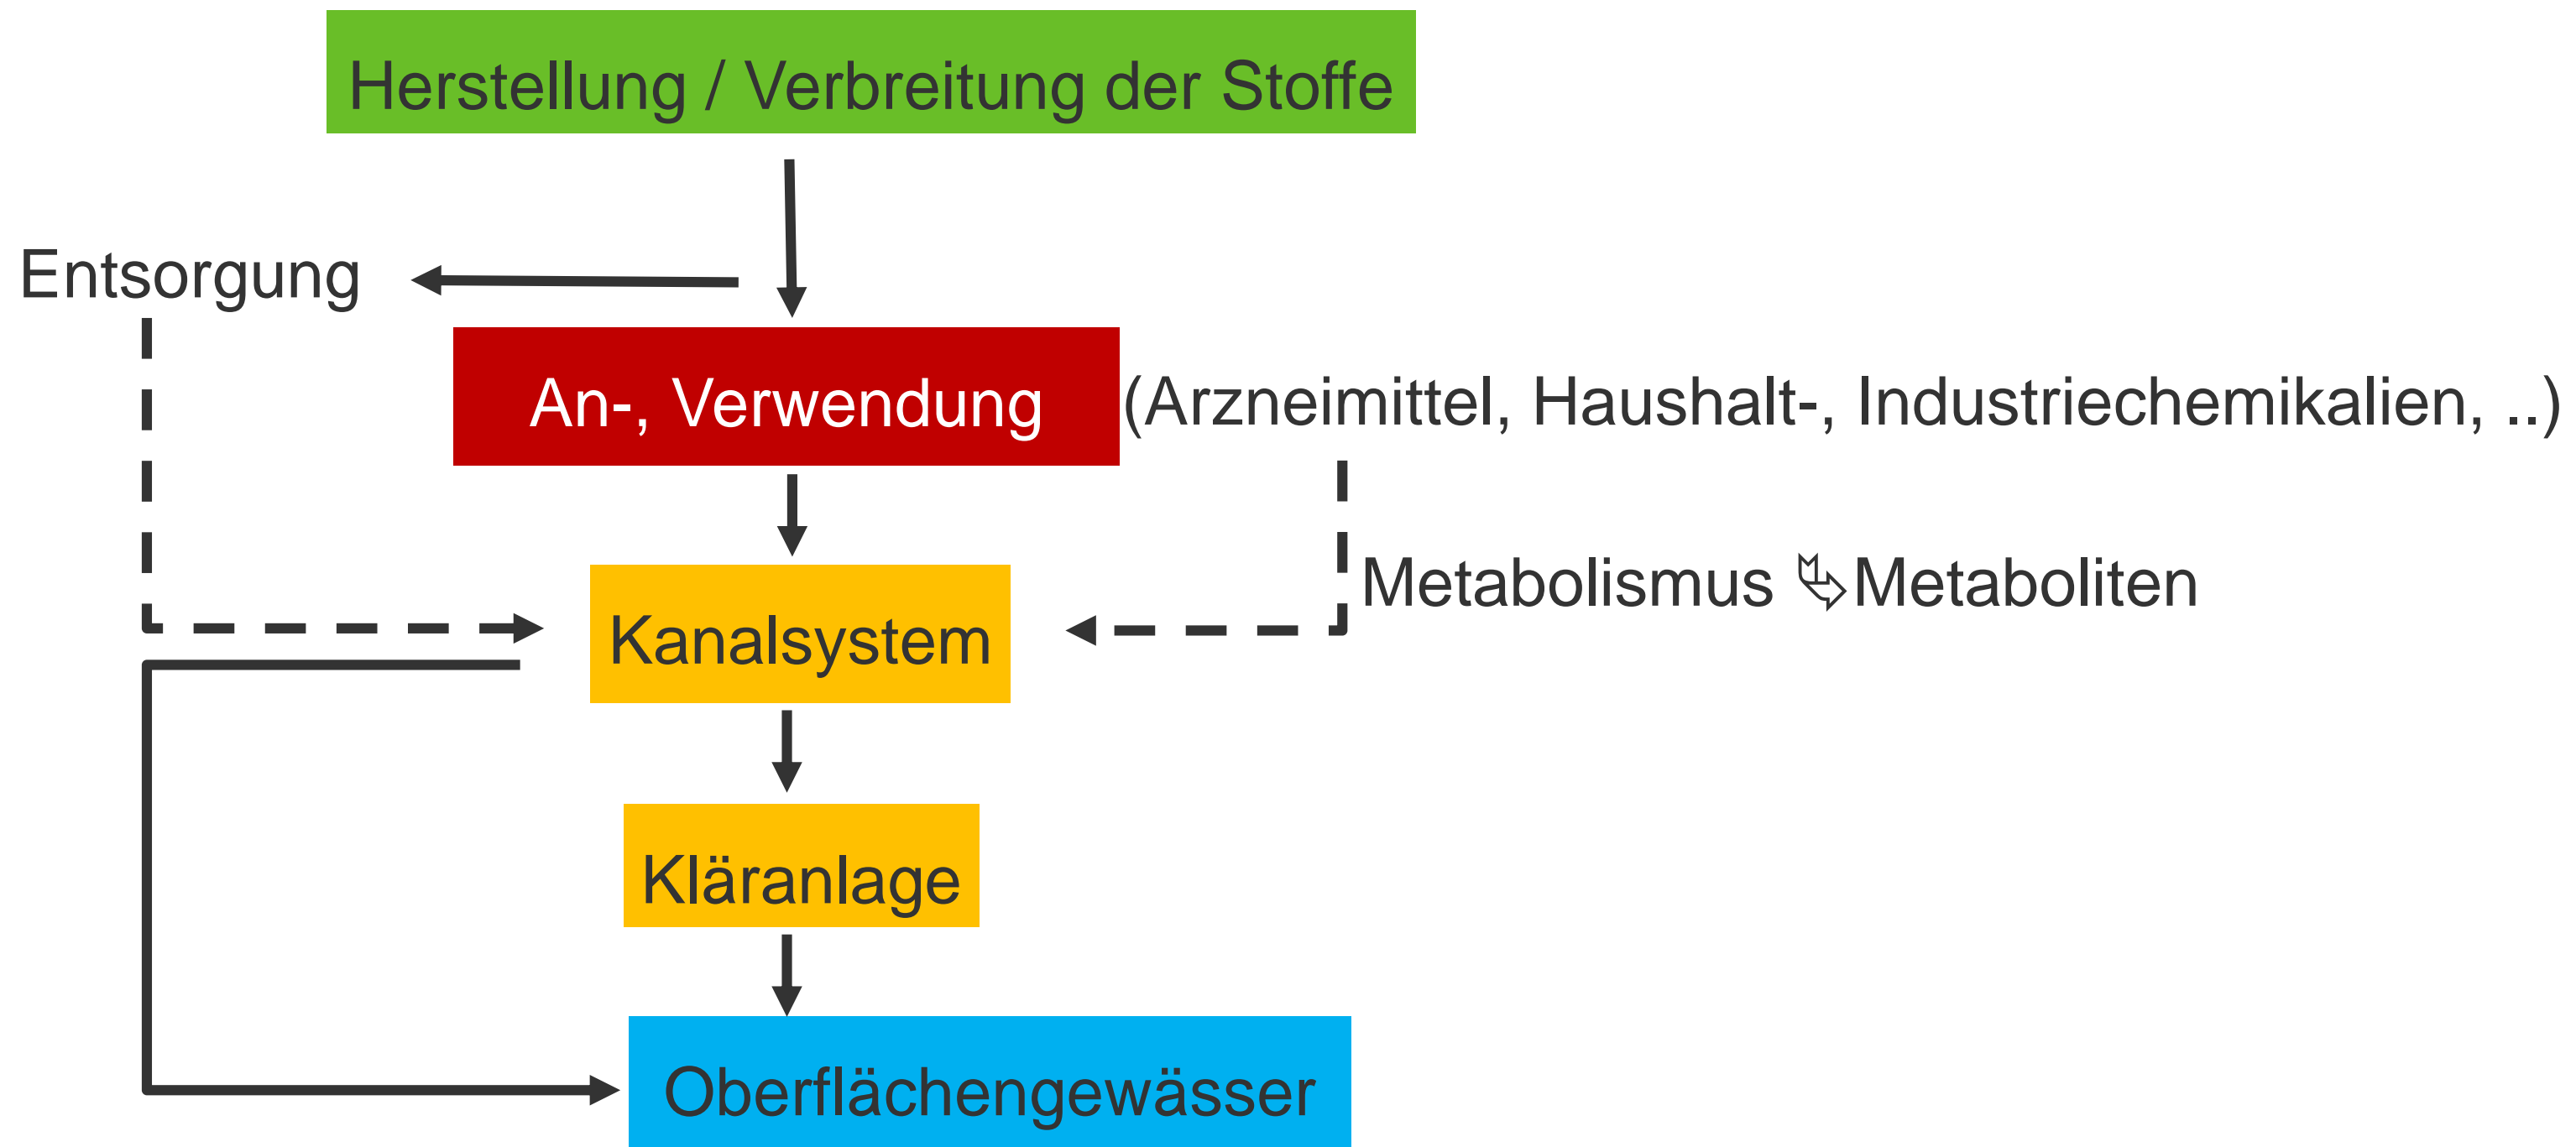 Herstellung / Verbreitung der Stoffe
Entsorgung
An-, Verwendung (Arzneimittel, Haushalt-, Industriechemikalien, ..)
Metabolismus ⮱Metaboliten
Kanalsystem
Kläranlage
Oberflächengewässer